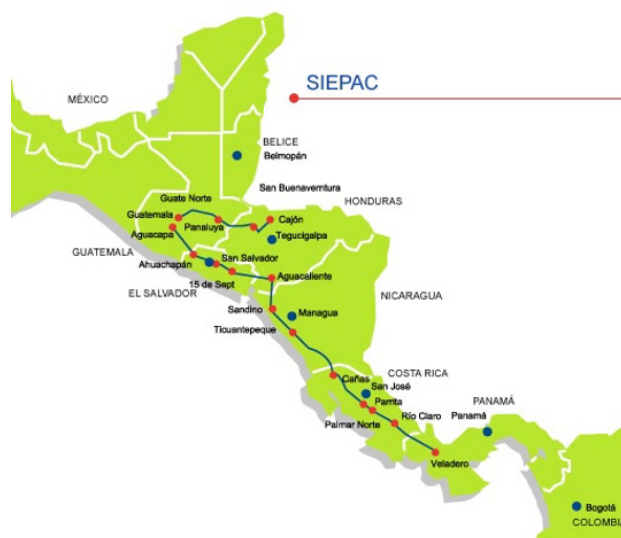 SIEPAC
MÉXICO
BELICE
Belmopán
San Buenaverntura
Guate Norte
HONDURAS
Guatemala
Panaluya
Cajón
Aguacapa
Tegucigalpa
GUATEMALA
San Salvador
Ahuachapán
Aguacaliente
15 de Sept
EL SALVADOR
NICARAGUA
Sandino
Managua
Ticuantepeque
COSTA RICA
Cañas
San José
PANAMÁ
Parrita
Río Claro
Panamá
Palmar Norte
Veladero
Bogotá
COLOMBIA